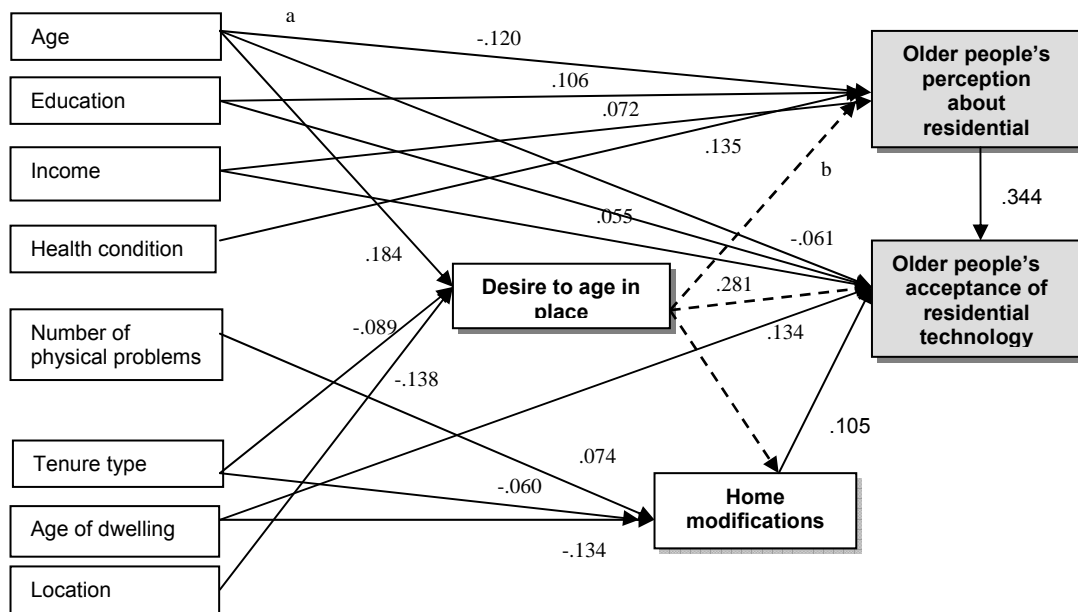 a
Age
-.120
Older people's
perception
about
residential
Education
.106
.072
Income
.135
b
.344
Health condition
.055
-.061
.184
Desire to age in
place
.281
Older people's
acceptance of
residential
technology
Number of
physical problems
-.089
.134
-.138
.105
Tenure type
.074
-.060
Home
modifications
Age of dwelling
-.134
Location